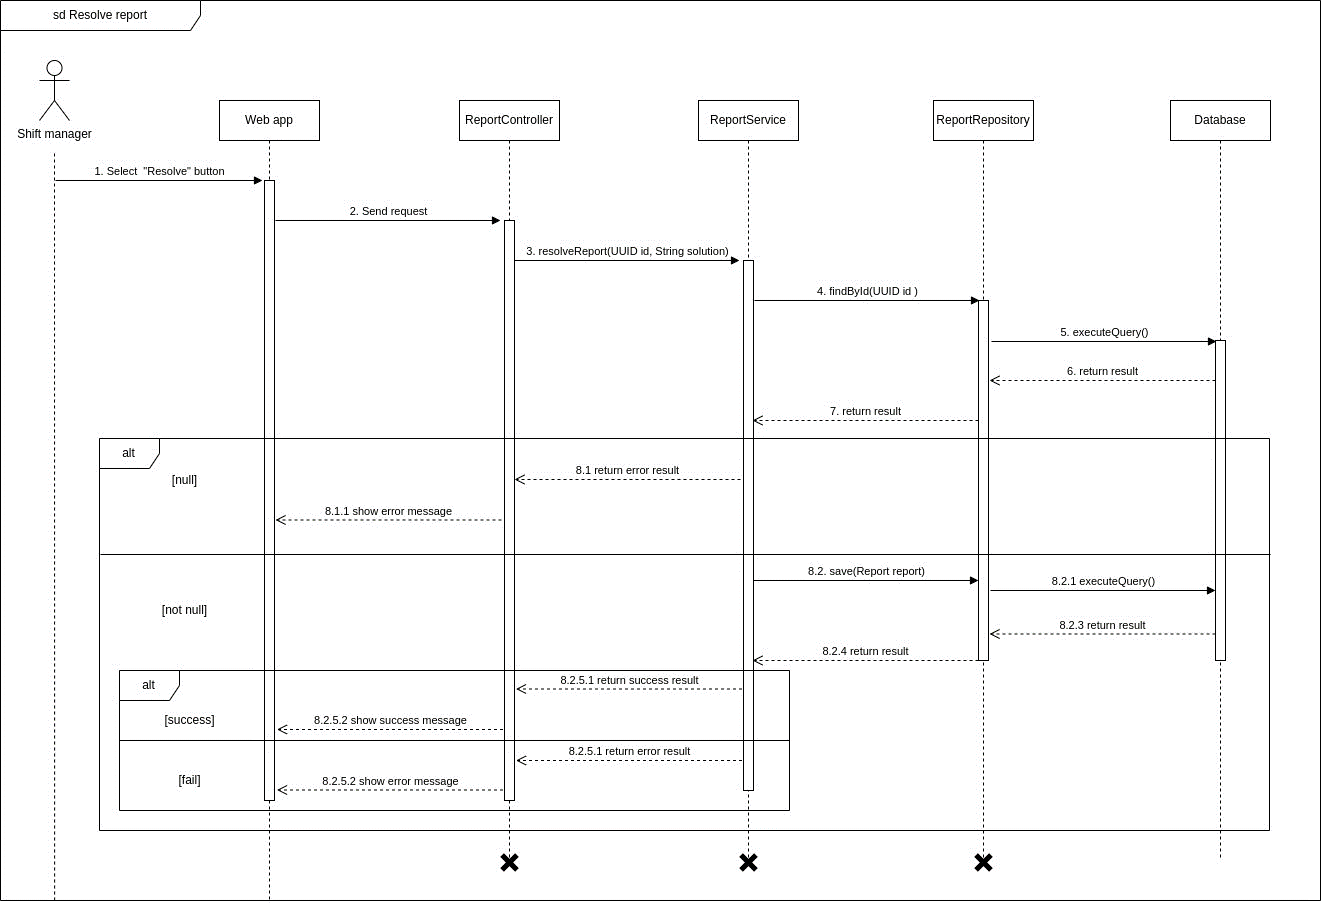 sd Resolve report
Shift manager
Web app
ReportController
ReportService
ReportRepository
Database
1. Select "Resolve" button
2. Send request
3. resolveReport(UUID id, String solution)
4. findById(UUID id )
5. executeQuery()
6. return result
7. return result
alt
[null]
8.1 return error result
8.1.1 show error message
8.2. save(Report report)
8.2.1 executeQuery()
[not null]
8.2.3 return result
8.2.4 return result
alt
8.2.5.1 return success result
[success]
8.2.5.2 show success message
8.2.5.1 return error result
[fail]
8.2.5.2 show error message